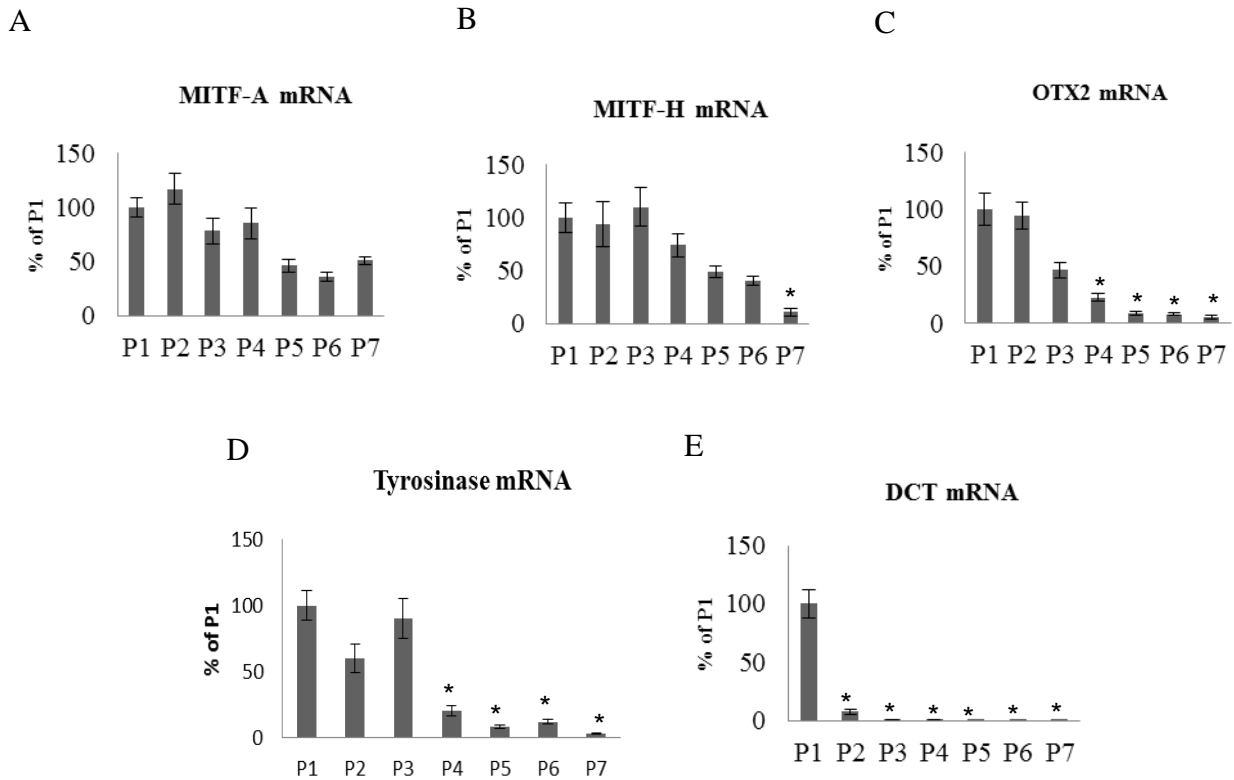 A
MITF-A mRNA
% of P1
150
100
50
0
P1 P2 P3 P4 P5 P6 P7
B
MITF-H mRNA
% of P1
150
100
50
0
*
P1 P2 P3 P4 P5 P6 P7
C
OTX2 mRNA
% of P1
150
100
50
0
* * * *
P1 P2 P3 P4 P5 P6 P7
D
Tyrosinase mRNA
% of P1
150
100
50
0
* * * *
P1 P2 P3 P4 P5 P6 P7
E
DCT mRNA
% of P1
150
100
50
0
* * * * * *
P1 P2 P3 P4 P5 P6 P7